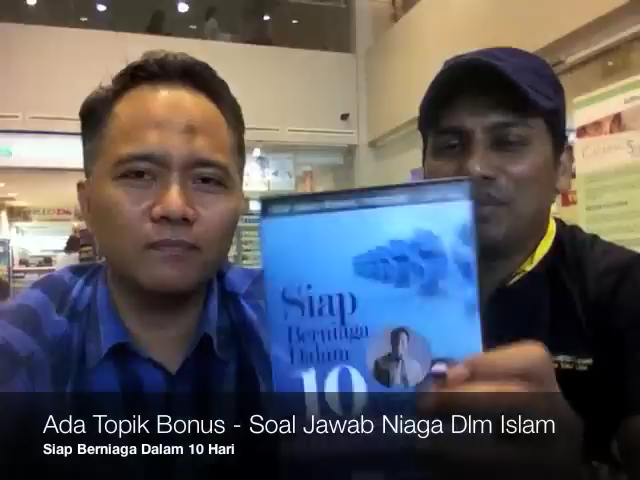 Siap
Berniaga
Dalam
10
Ada Topik Bonus - Soal Jawab Niaga Dlm Islam
Siap Berniaga Dalam 10 Hari